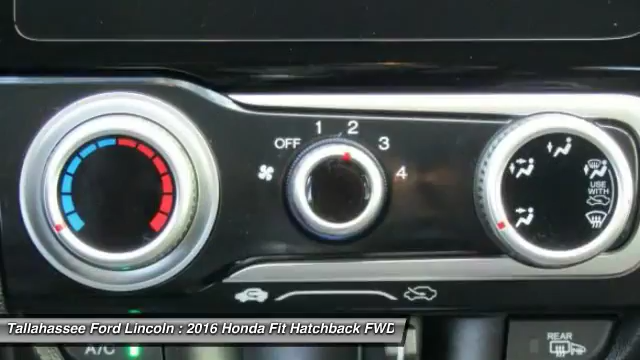 OFF 1 2 3 4
USE
WITH
Tallahassee Ford Lincoln : 2016 Honda Fit Hatchback FWD
A/C
REAR